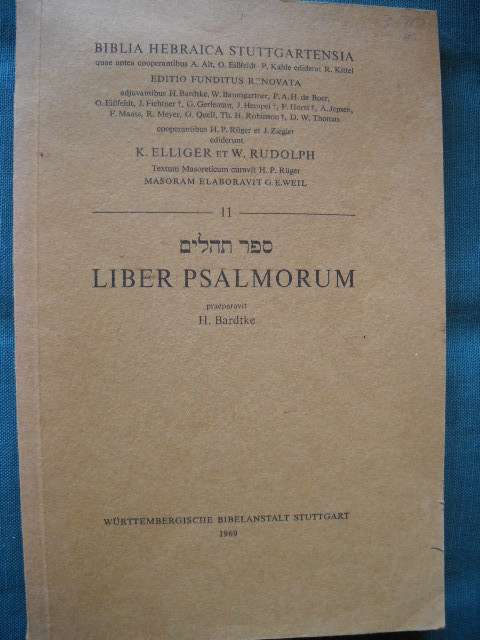 BIBLIA HEBRAICA STUTTGARTENSIA
quae antea cooperantibus A. Alt, O. Eißfeldt P. Kahle ediderat R. Kittel
EDITIO FUNDITUS RENOVATA
adjuvantibus H. Bardtke, W. Baumgartner, P. A. H. de Boer,
O. Eißfeldt, J. Fichtner †, G. Gerleman, J. Hempel †, F. Horst †, A. Jepsen,
F. Maass, R. Meyer, G. Quell, Th. H. Robinson †, D. W. Thomas
cooperantibus H. P. Rüger et J. Ziegler
ediderunt
K. ELLIGER ET W. RUDOLPH
Textum Masoreticum curavit H. P. Rüger
MASORAM ELABORAVIT G. E. WEIL
11
ספר תהלים
LIBER PSALMORUM
praeparavit
H. Bardtke
WÜRTTEMBERGISCHE BIBELANSTALT STUTTGART
1969